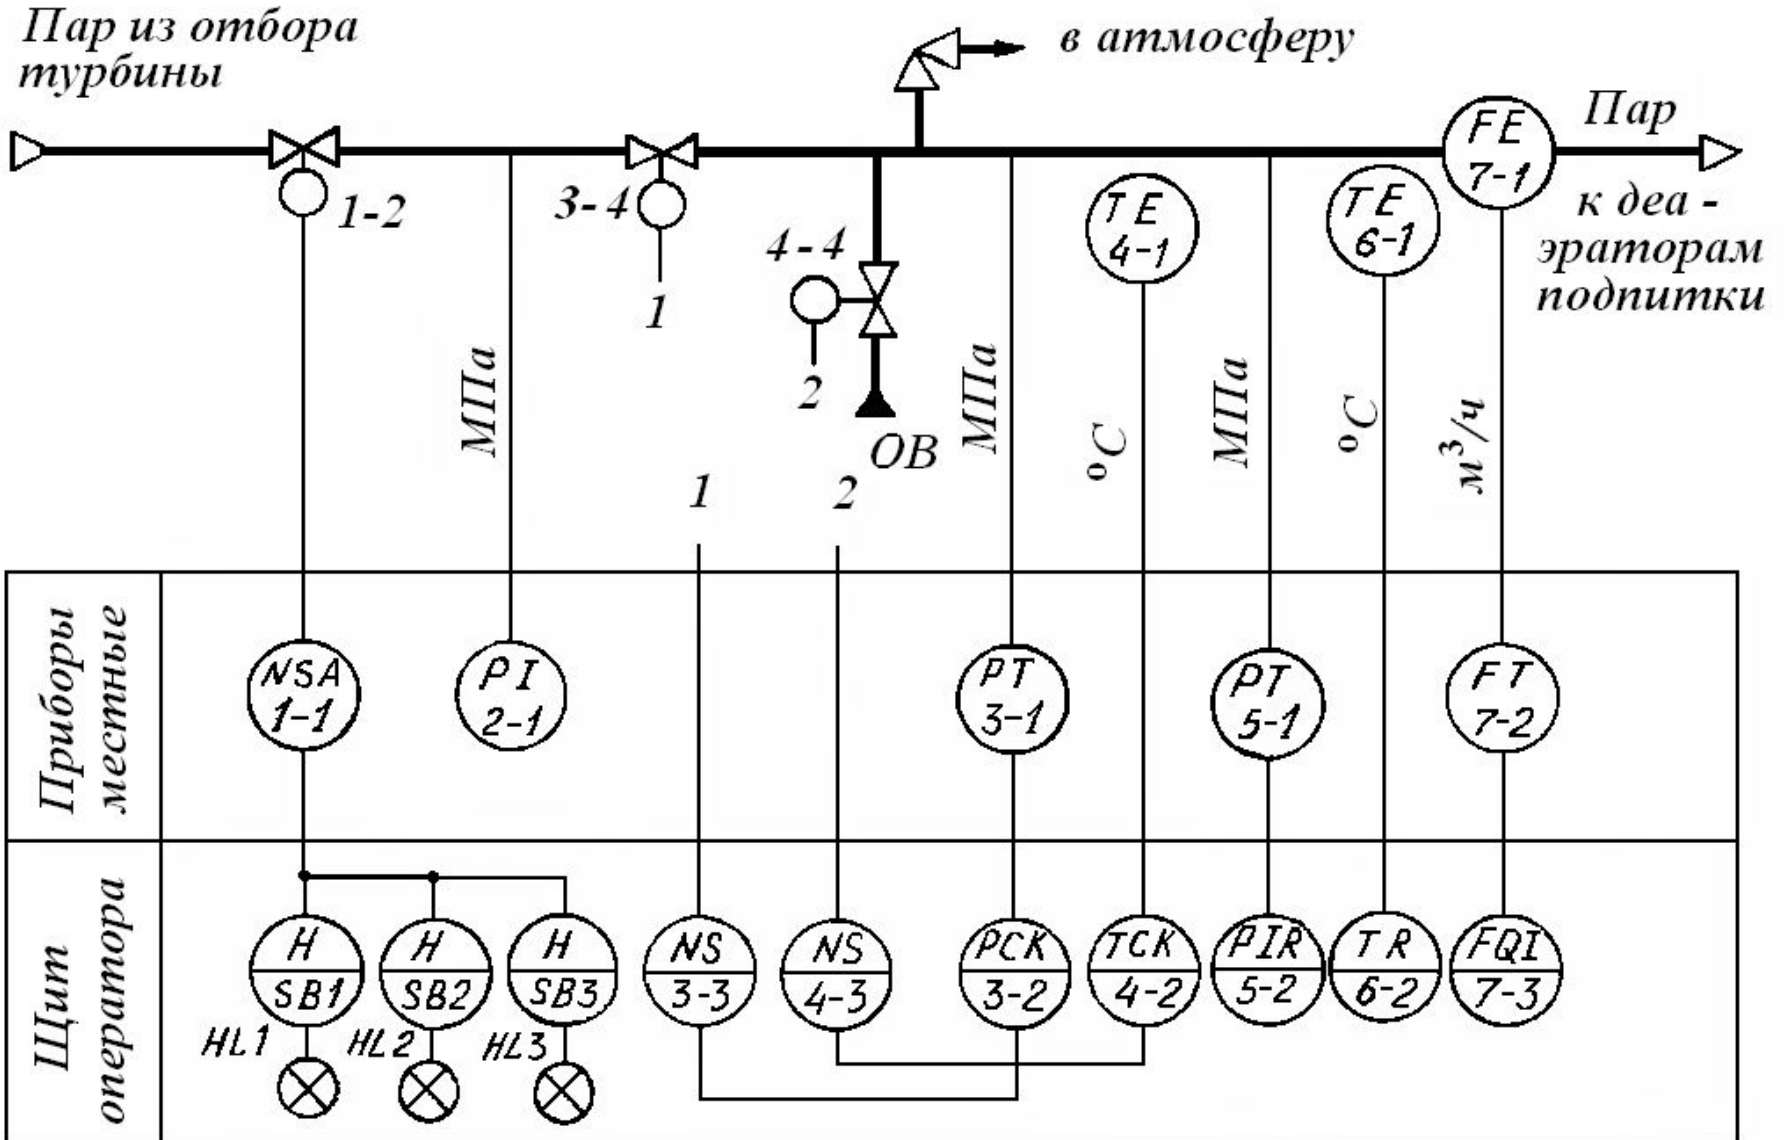 Пар из отбора
турбины
в атмосферу
FE
7-1
Пар
к деа -
эраторам
подпитки
1-2
3-4
1
4-4
2
ОВ
TE
4-1
TE
6-1
МПа
МПа
°C
МПа
°C
м³/ч
1
2
Приборы
местные
NSA
1-1
PI
2-1
PT
3-1
PT
5-1
FT
7-2
Щит
оператора
H
SB1
H
SB2
H
SB3
NS
3-3
NS
4-3
PCK
3-2
TCK
4-2
PIR
5-2
TR
6-2
FQI
7-3
HL1
HL2
HL3